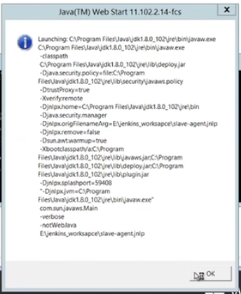 Java(TM) Web Start 11.102.2.14-fcs
Launching: C:\Program Files\Java\jdk1.8.0_102\jre\bin\javaw.exe
C:\Program Files\Java\jdk1.8.0_102\jre\bin\javaw.exe
-classpath
C:\Program Files\Java\jdk1.8.0_102\jre\lib\deploy.jar
-Djava.security.policy=file:C:\Program
Files\Java\jdk1.8.0_102\jre\lib\security\javaws.policy
-DtrustProxy=true
-Xverify:remote
-Djnlpx.home=C:\Program Files\Java\jdk1.8.0_102\jre\bin
-Djava.security.manager
-Djnlpx.origFilenameArg=E:\jenkins_worksapce\slave-agent.jnlp
-Djnlpx.remove=false
-Dsun.awt.warmup=true
-Xbootclasspath/a:C:\Program
Files\Java\jdk1.8.0_102\jre\lib\javaws.jar;C:\Program
Files\Java\jdk1.8.0_102\jre\lib\deploy.jar;C:\Program
Files\Java\jdk1.8.0_102\jre\lib\plugin.jar
-Djnlpx.splashport=59408
"-Djnlpx.jvm=C:\Program
Files\Java\jdk1.8.0_102\jre\bin\javaw.exe"
com.sun.javaws.Main
-verbose
-notWebJava
E:\jenkins_worksapce\slave-agent.jnlp
OK